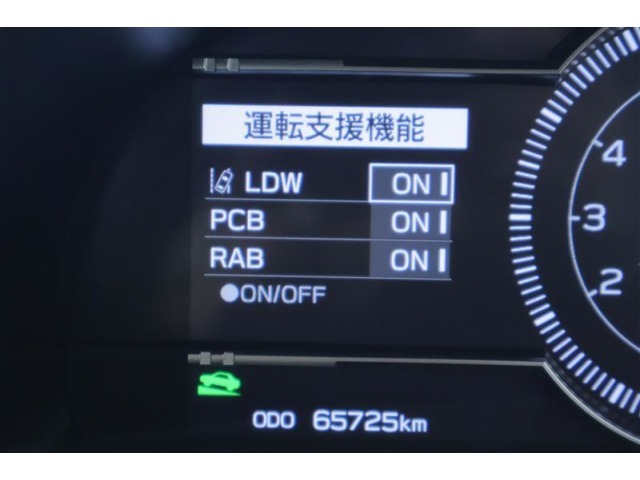 運転支援機能
LDW ON
PCB ON
RAB ON
●ON/OFF
4
3
2
ODO 65725km